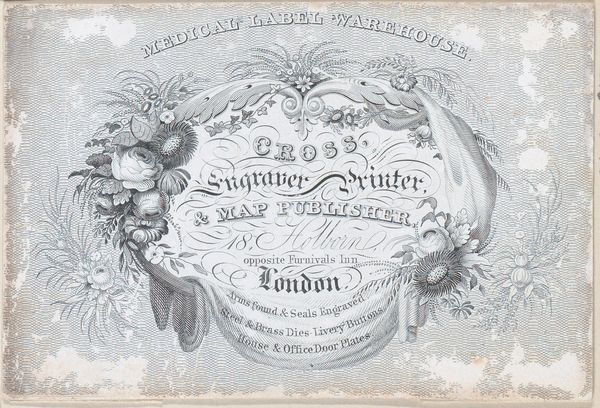 MEDICAL LABEL WAREHOUSE.
CROSS,
Engraver Printer,
& MAP PUBLISHER,
18, Holborn
opposite Furnivals Inn
London
Arms found & Seals Engraved
Steel & Brass Dies Livery Buttons
House & Office Door Plates